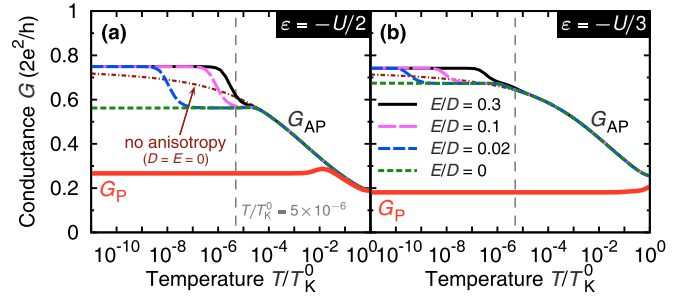 (a)
ε = −U/2
(b)
ε = −U/3
Conductance G (2e²/h)
1
0.8
0.6
0.4
0.2
0
G_AP
no anisotropy
(D = E = 0)
G_P
T/T_K^0 = 5×10^−6
G_AP
E/D = 0.3
E/D = 0.1
E/D = 0.02
E/D = 0
G_P
10^-10 10^-8 10^-6 10^-4 10^-2
10^-10 10^-8 10^-6 10^-4 10^-2 10^0
Temperature T/T_K^0
Temperature T/T_K^0